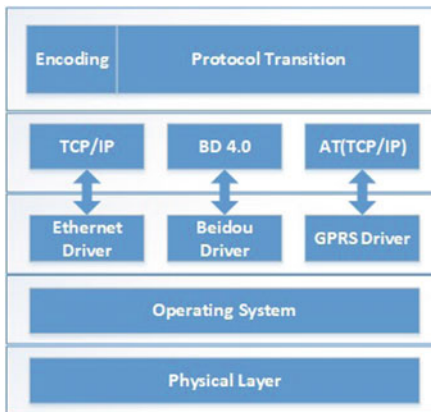 Encoding
Protocol Transition
TCP/IP
BD 4.0
AT(TCP/IP)
Ethernet
Driver
Beidou
Driver
GPRS Driver
Operating System
Physical Layer